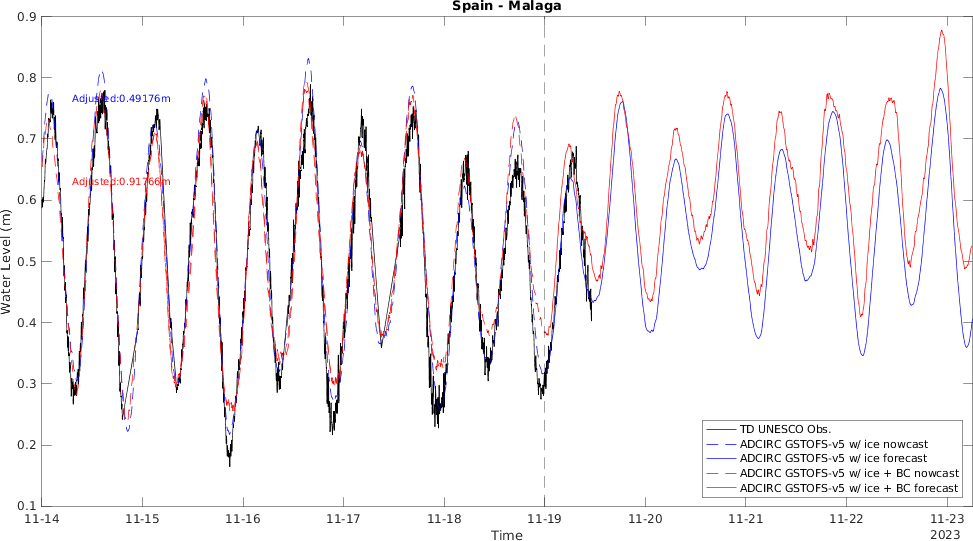 Spain - Malaga
0.9
0.8
0.7
0.6
0.5
0.4
0.3
0.2
0.1
Water Level (m)
Adjusted:0.49176m
Adjusted:0.91766m
TD UNESCO Obs.
ADCIRC GSTOFS-v5 w/ ice nowcast
ADCIRC GSTOFS-v5 w/ ice forecast
ADCIRC GSTOFS-v5 w/ ice + BC nowcast
ADCIRC GSTOFS-v5 w/ ice + BC forecast
11-14 11-15 11-16 11-17 11-18 11-19 11-20 11-21 11-22 11-23
Time
2023